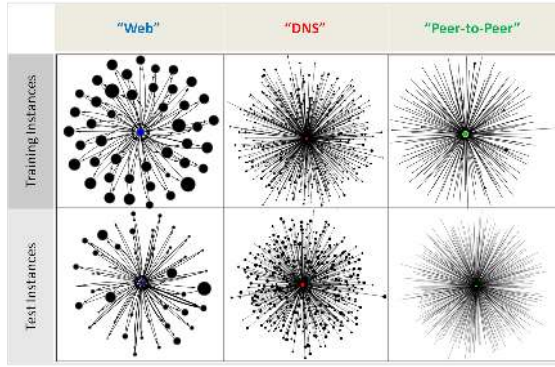 “Web” “DNS” “Peer-to-Peer”
Training Instances
Test Instances